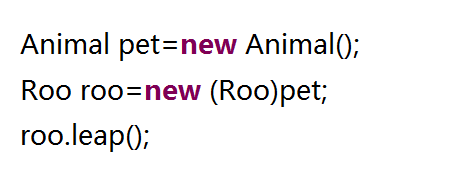 Animal pet=new Animal();
Roo roo=new (Roo)pet;
roo.leap();